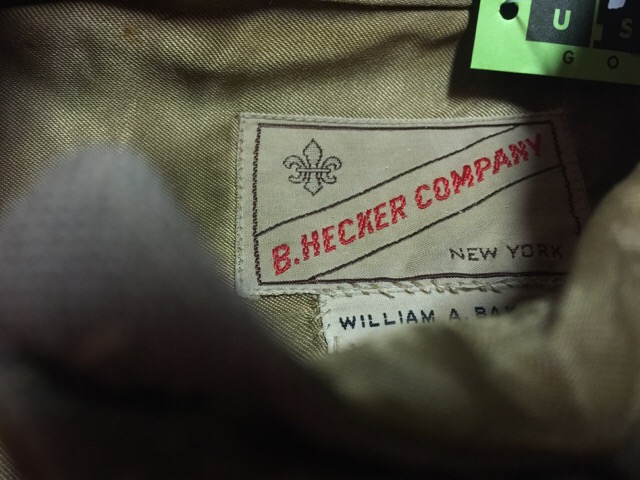 U S
G O
B.HECKER COMPANY
NEW YORK
WILLIAM A.